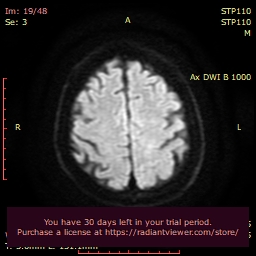 Im: 19/48
Se: 3
STP110
STP110
M
A
Ax DWI B 1000
R
L
You have 30 days left in your trial period.
Purchase a license at https://radiantviewer.com/store/